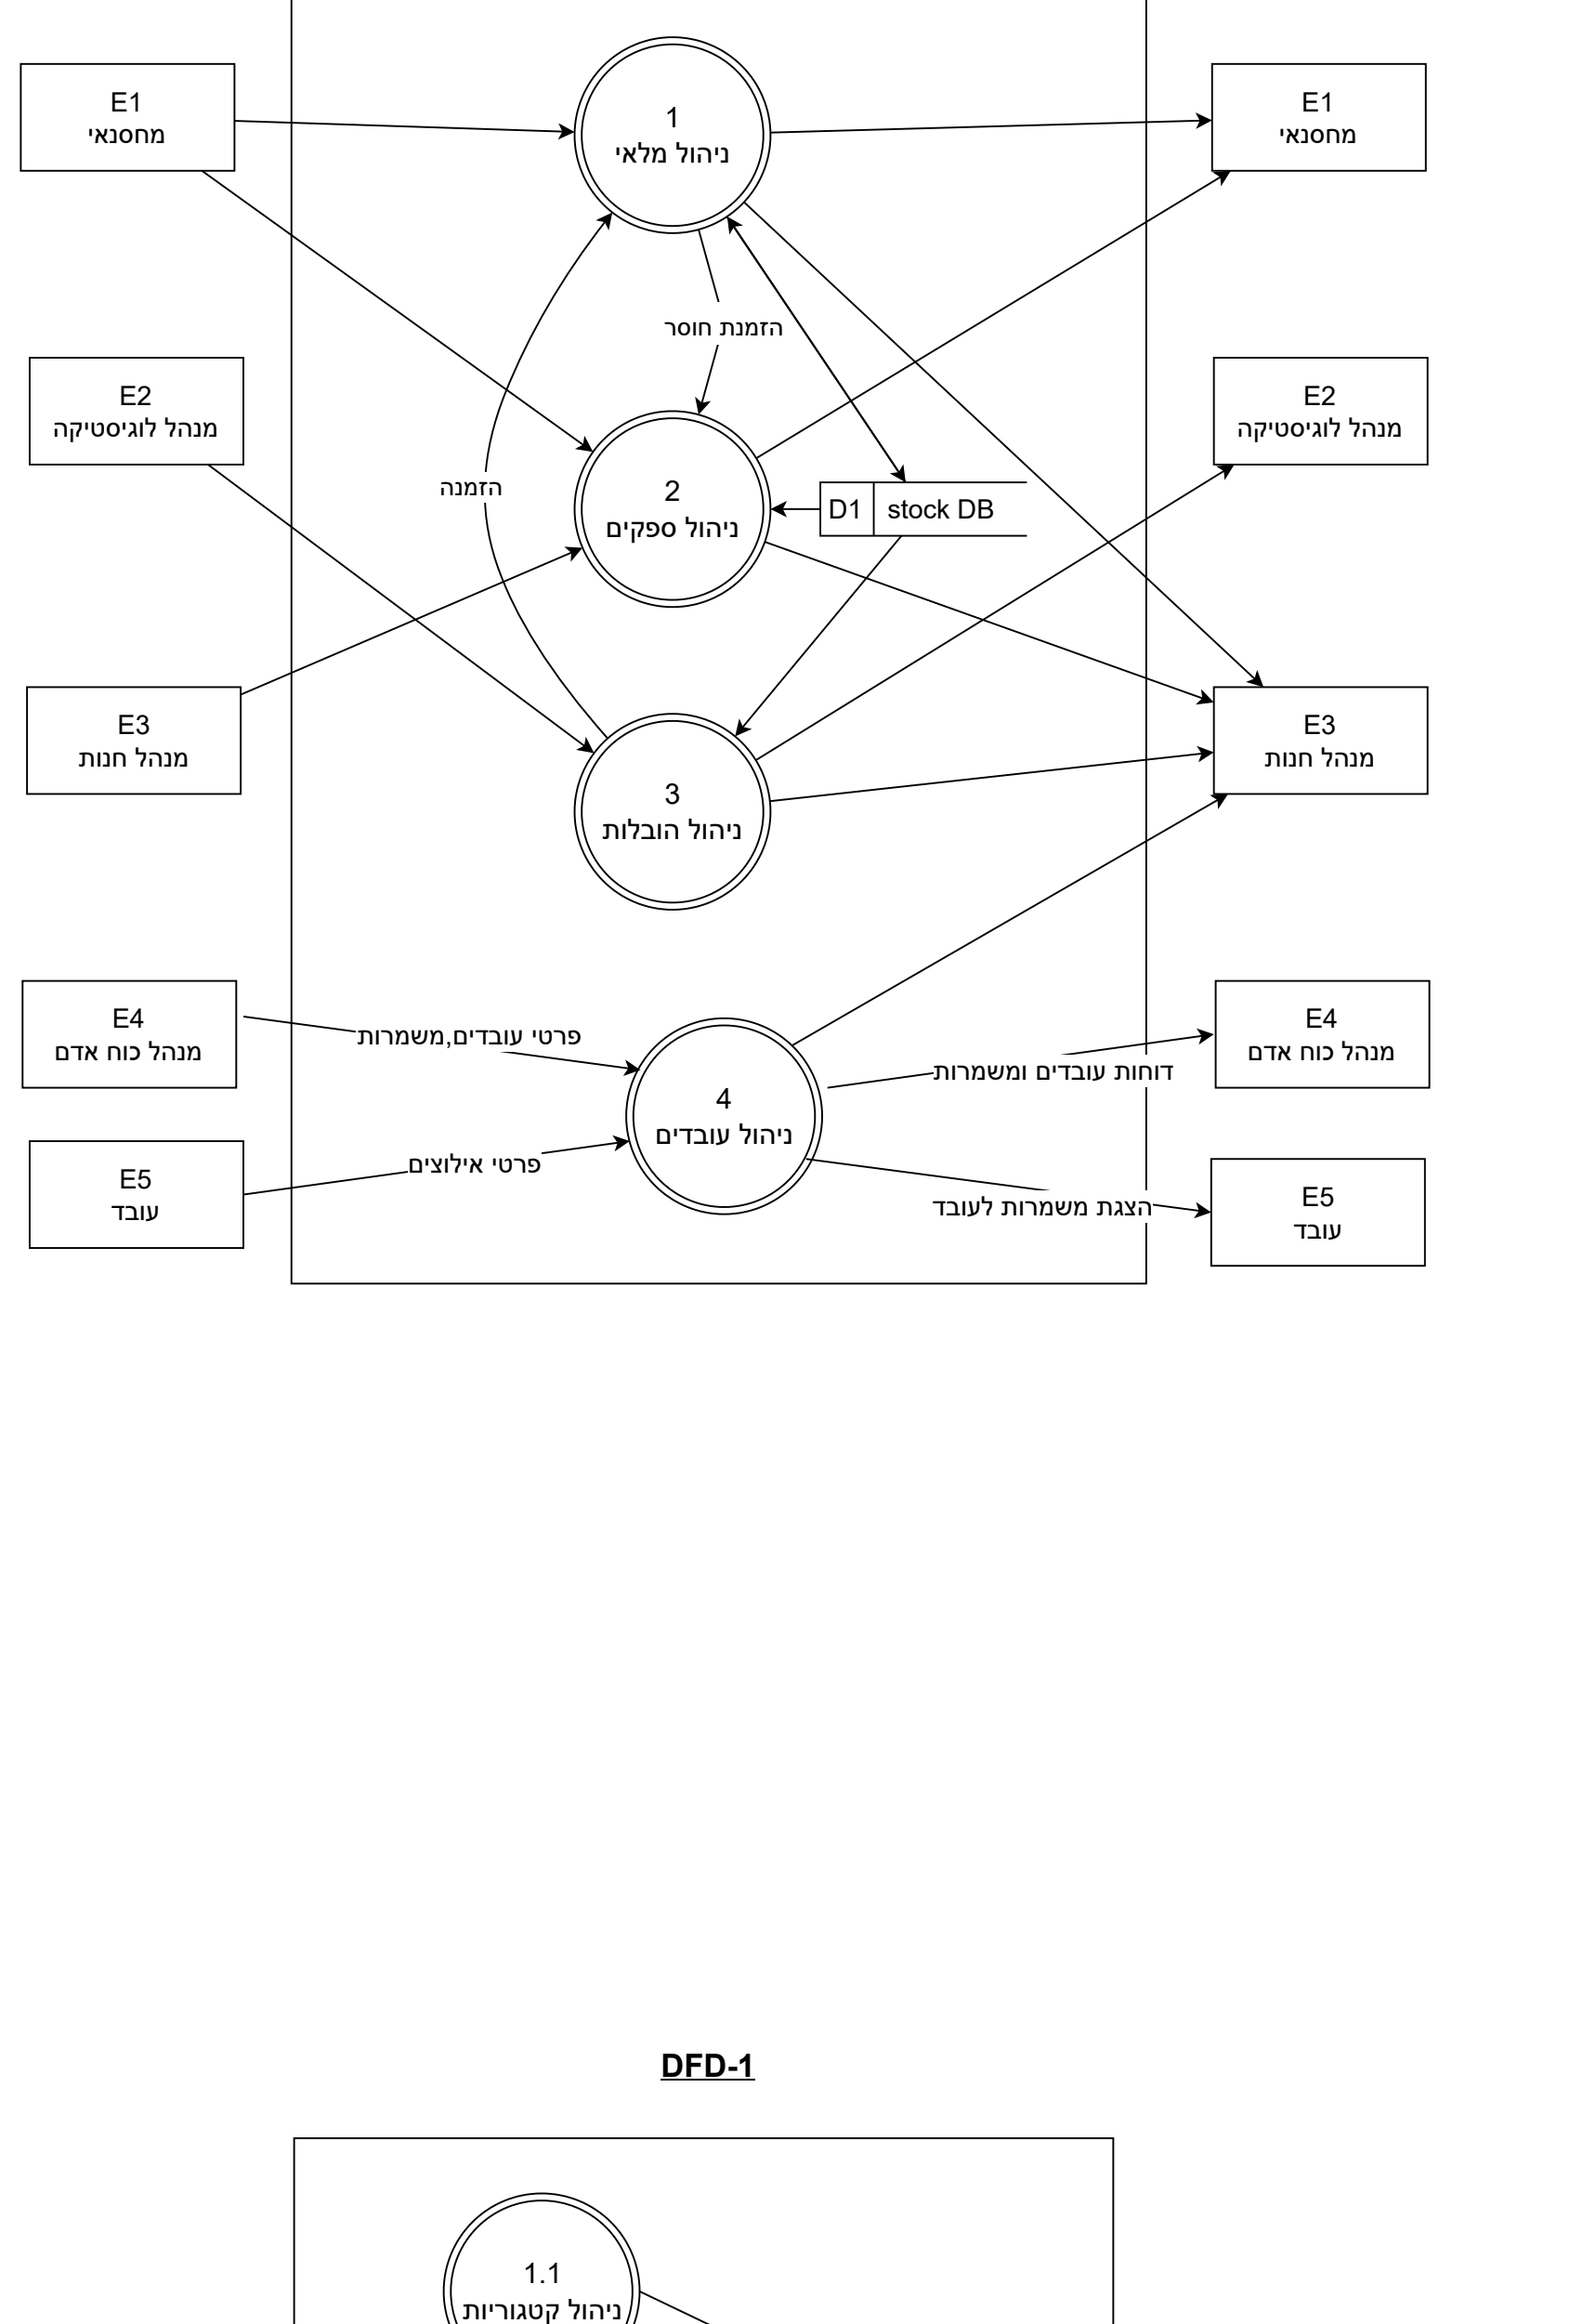 E1
מחסנאי
1
ניהול מלאי
E1
מחסנאי
הזמנת חוסר
E2
מנהל לוגיסטיקה
E2
מנהל לוגיסטיקה
הזמנה
2
ניהול ספקים
D1
stock DB
E3
מנהל חנות
E3
מנהל חנות
3
ניהול הובלות
E4
מנהל כוח אדם
פרטי עובדים,משמרות
E4
מנהל כוח אדם
דוחות עובדים ומשמרות
4
ניהול עובדים
E5
עובד
פרטי אילוצים
הצגת משמרות לעובד
E5
עובד
DFD-1
1.1
ניהול קטגוריות